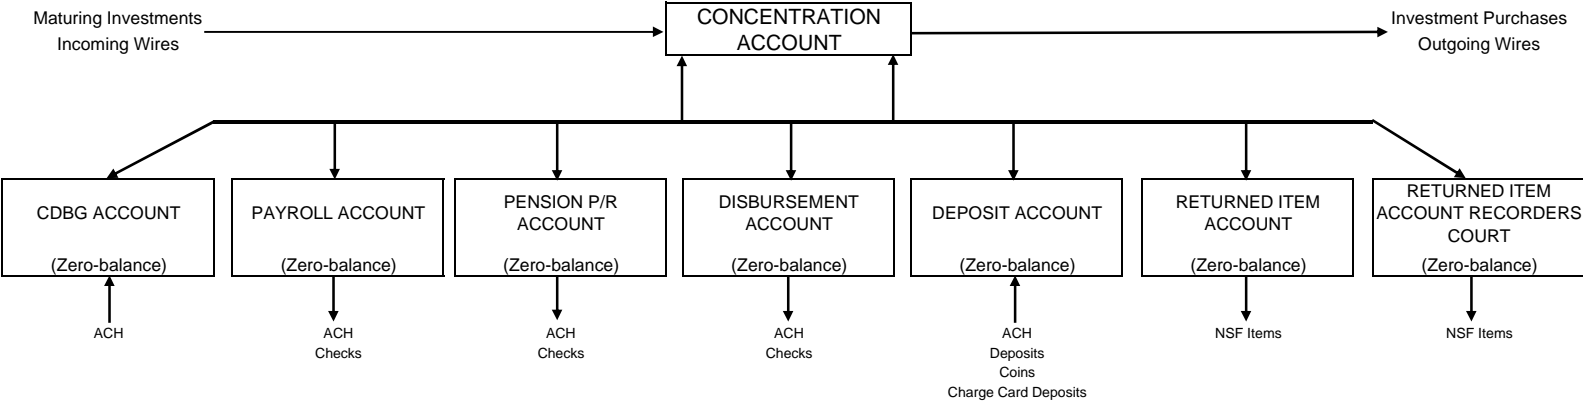 Maturing Investments
Incoming Wires
CONCENTRATION
ACCOUNT
Investment Purchases
Outgoing Wires
CDBG ACCOUNT
(Zero-balance)
PAYROLL ACCOUNT
(Zero-balance)
PENSION P/R
ACCOUNT
(Zero-balance)
DISBURSEMENT
ACCOUNT
(Zero-balance)
DEPOSIT ACCOUNT
(Zero-balance)
RETURNED ITEM
ACCOUNT
(Zero-balance)
RETURNED ITEM
ACCOUNT RECORDERS
COURT
(Zero-balance)
ACH
ACH
Checks
ACH
Checks
ACH
Checks
ACH
Deposits
Coins
Charge Card Deposits
NSF Items
NSF Items